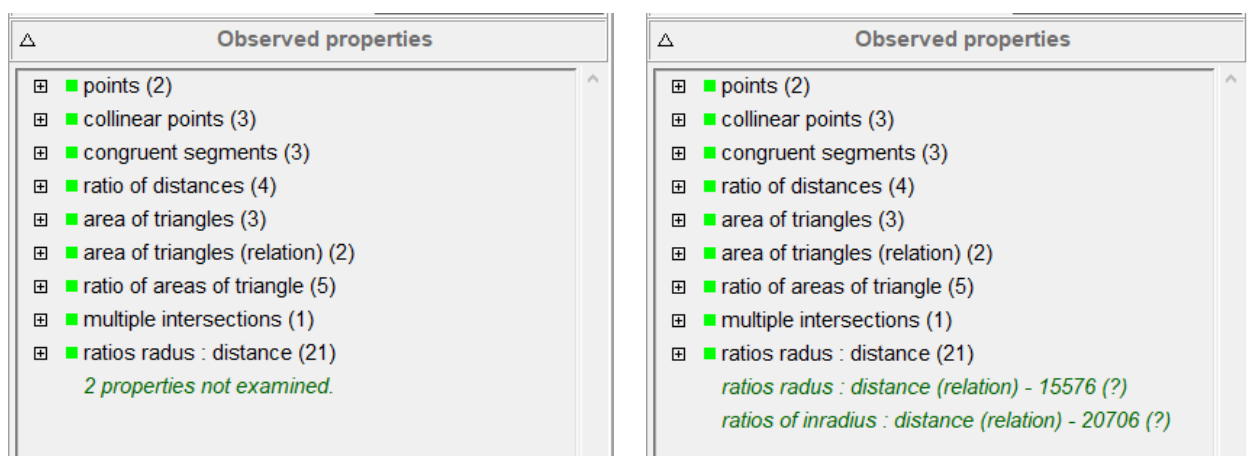 Observed properties
points (2)
collinear points (3)
congruent segments (3)
ratio of distances (4)
area of triangles (3)
area of triangles (relation) (2)
ratio of areas of triangle (5)
multiple intersections (1)
ratios radus : distance (21)
2 properties not examined.
Observed properties
points (2)
collinear points (3)
congruent segments (3)
ratio of distances (4)
area of triangles (3)
area of triangles (relation) (2)
ratio of areas of triangle (5)
multiple intersections (1)
ratios radus : distance (21)
ratios radus : distance (relation) - 15576 (?)
ratios of inradius : distance (relation) - 20706 (?)